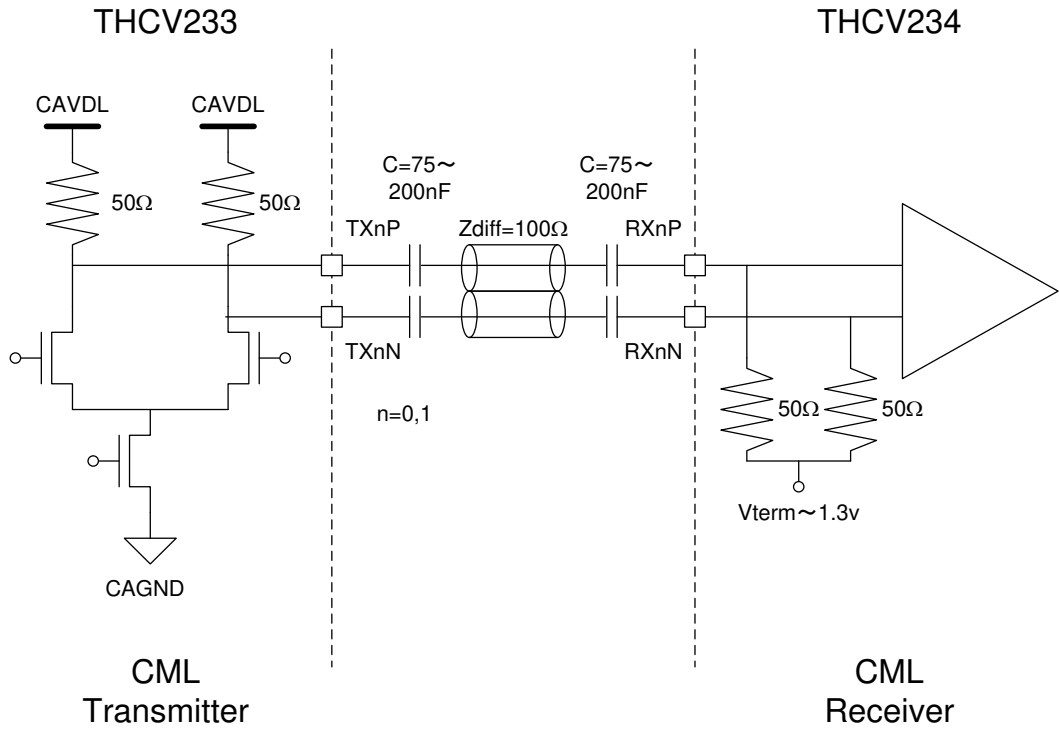 THCV233
THCV234
CAVDL
CAVDL
C=75～
200nF
C=75～
200nF
50Ω
50Ω
TXnP
Zdiff=100Ω
RXnP
TXnN
RXnN
n=0,1
50Ω
50Ω
Vterm～1.3v
CAGND
CML
Transmitter
CML
Receiver